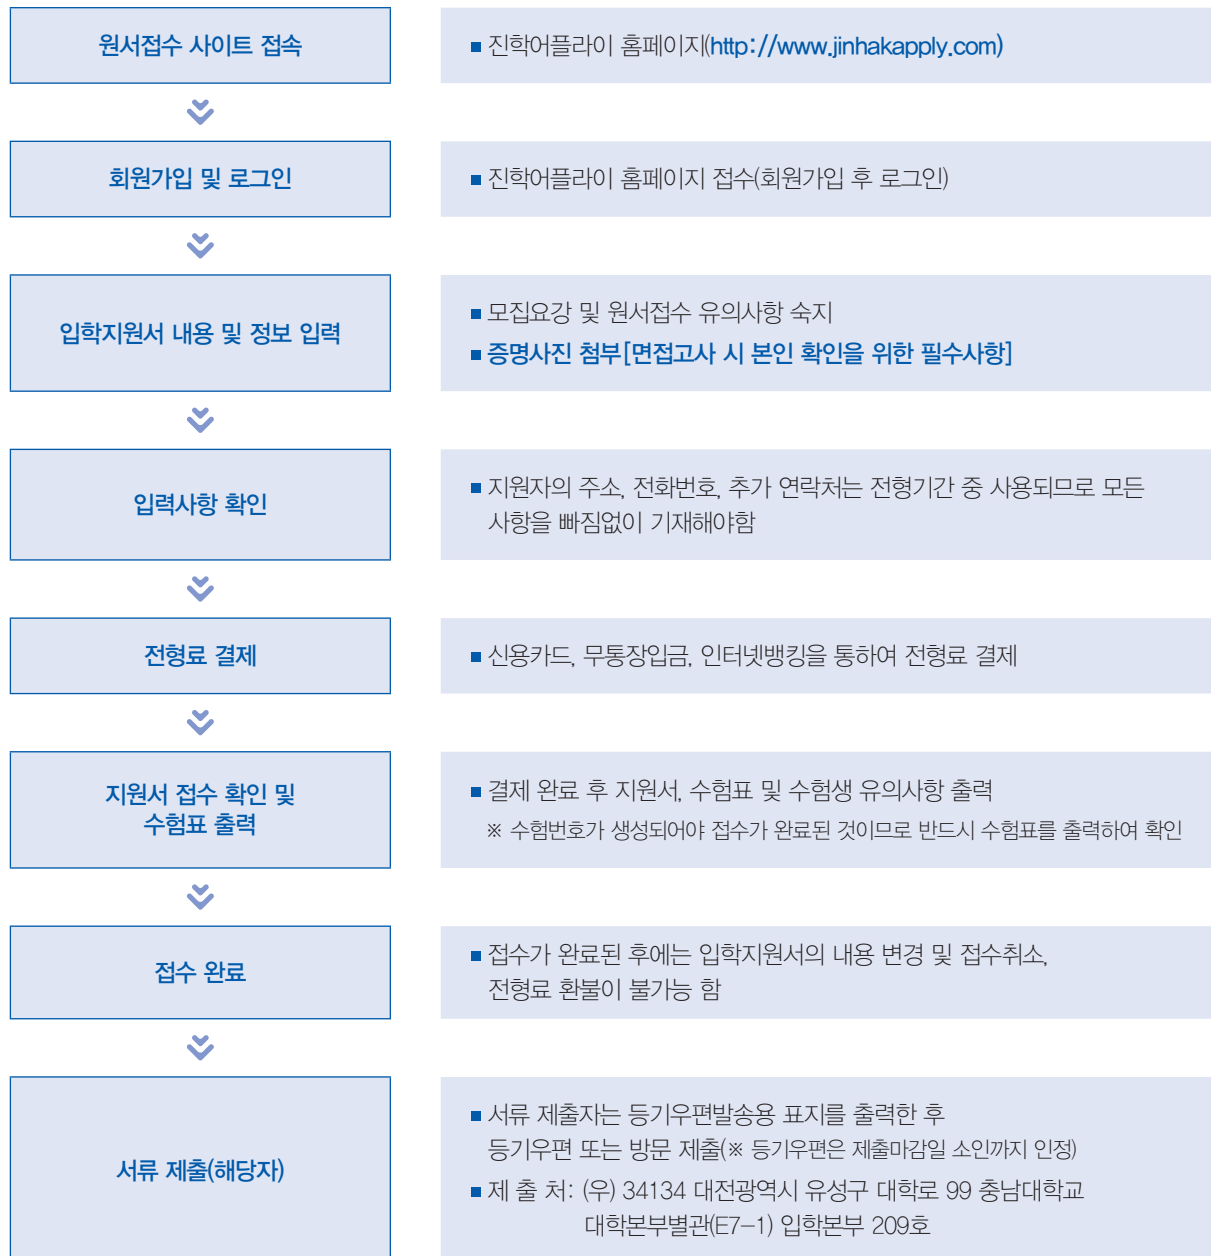 원서접수 사이트 접속
■ 진학어플라이 홈페이지(http://www.jinhakapply.com)
회원가입 및 로그인
■ 진학어플라이 홈페이지 접수(회원가입 후 로그인)
입학지원서 내용 및 정보 입력
■ 모집요강 및 원서접수 유의사항 숙지
■ 증명사진 첨부[면접고사 시 본인 확인을 위한 필수사항]
입력사항 확인
■ 지원자의 주소, 전화번호, 추가 연락처는 전형기간 중 사용되므로 모든
사항을 빠짐없이 기재해야함
전형료 결제
■ 신용카드, 무통장입금, 인터넷뱅킹을 통하여 전형료 결제
지원서 접수 확인 및
수험표 출력
■ 결제 완료 후 지원서, 수험표 및 수험생 유의사항 출력
※ 수험번호가 생성되어야 접수가 완료된 것이므로 반드시 수험표를 출력하여 확인
접수 완료
■ 접수가 완료된 후에는 입학지원서의 내용 변경 및 접수취소,
전형료 환불이 불가능 함
서류 제출(해당자)
■ 서류 제출자는 등기우편발송용 표지를 출력한 후
등기우편 또는 방문 제출(※ 등기우편은 제출마감일 소인까지 인정)
■ 제 출 처: (우) 34134 대전광역시 유성구 대학로 99 충남대학교
대학본부별관(E7-1) 입학본부 209호